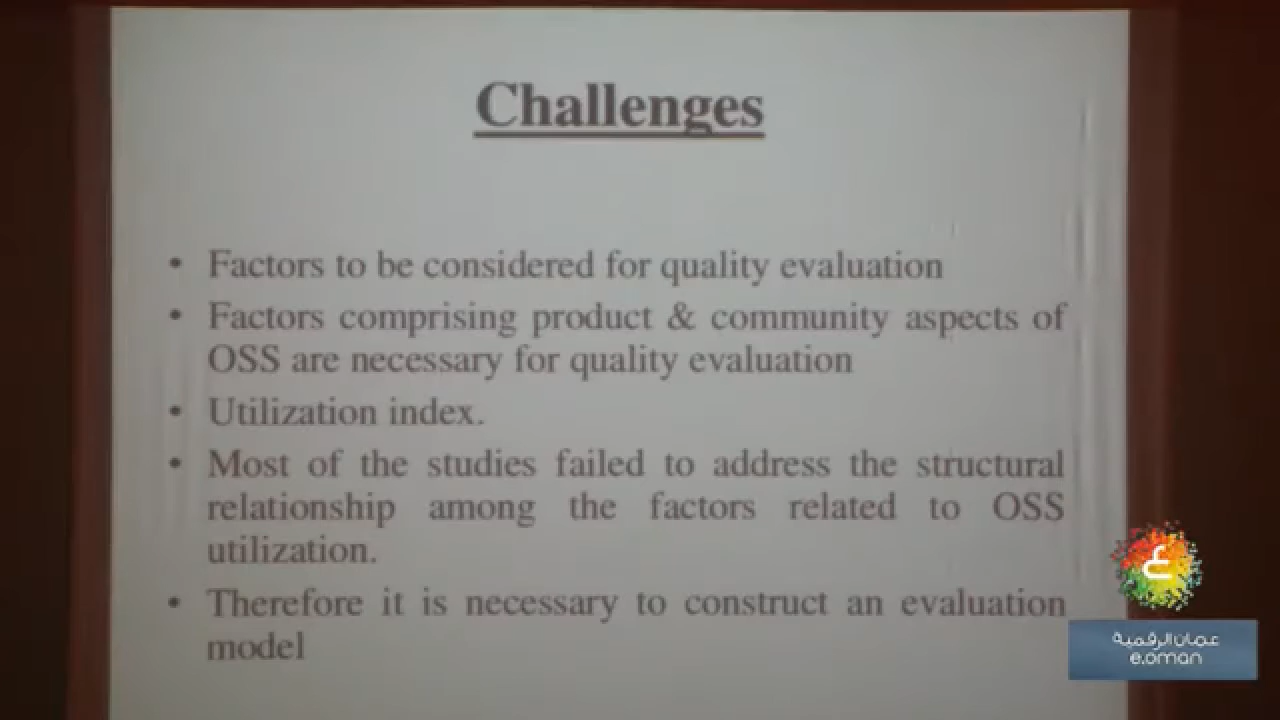 Challenges
• Factors to be considered for quality evaluation
• Factors comprising product & community aspects of
OSS are necessary for quality evaluation
• Utilization index.
• Most of the studies failed to address the structural
relationship among the factors related to OSS
utilization.
• Therefore it is necessary to construct an evaluation
model
ع
عمان الرقمية
e.oman